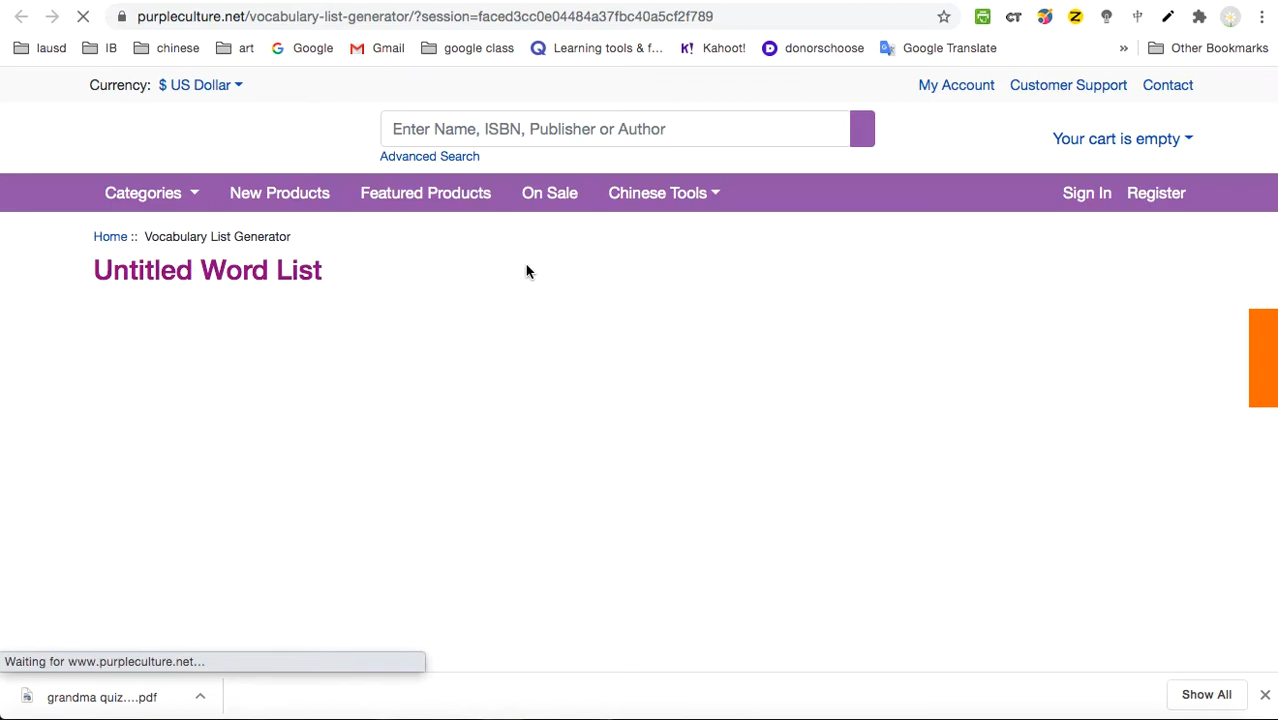 purpleculture.net/vocabulary-list-generator/?session=faced3cc0e04484a37fbc40a5cf2f789
lausd IB chinese art Google Gmail google class Learning tools & f... Kahoot! donorschoose Google Translate » Other Bookmarks
Currency: $ US Dollar My Account Customer Support Contact
Enter Name, ISBN, Publisher or Author
Advanced Search
Your cart is empty
Categories New Products Featured Products On Sale Chinese Tools Sign In Register
Home :: Vocabulary List Generator
Untitled Word List
Waiting for www.purpleculture.net...
grandma quiz....pdf Show All